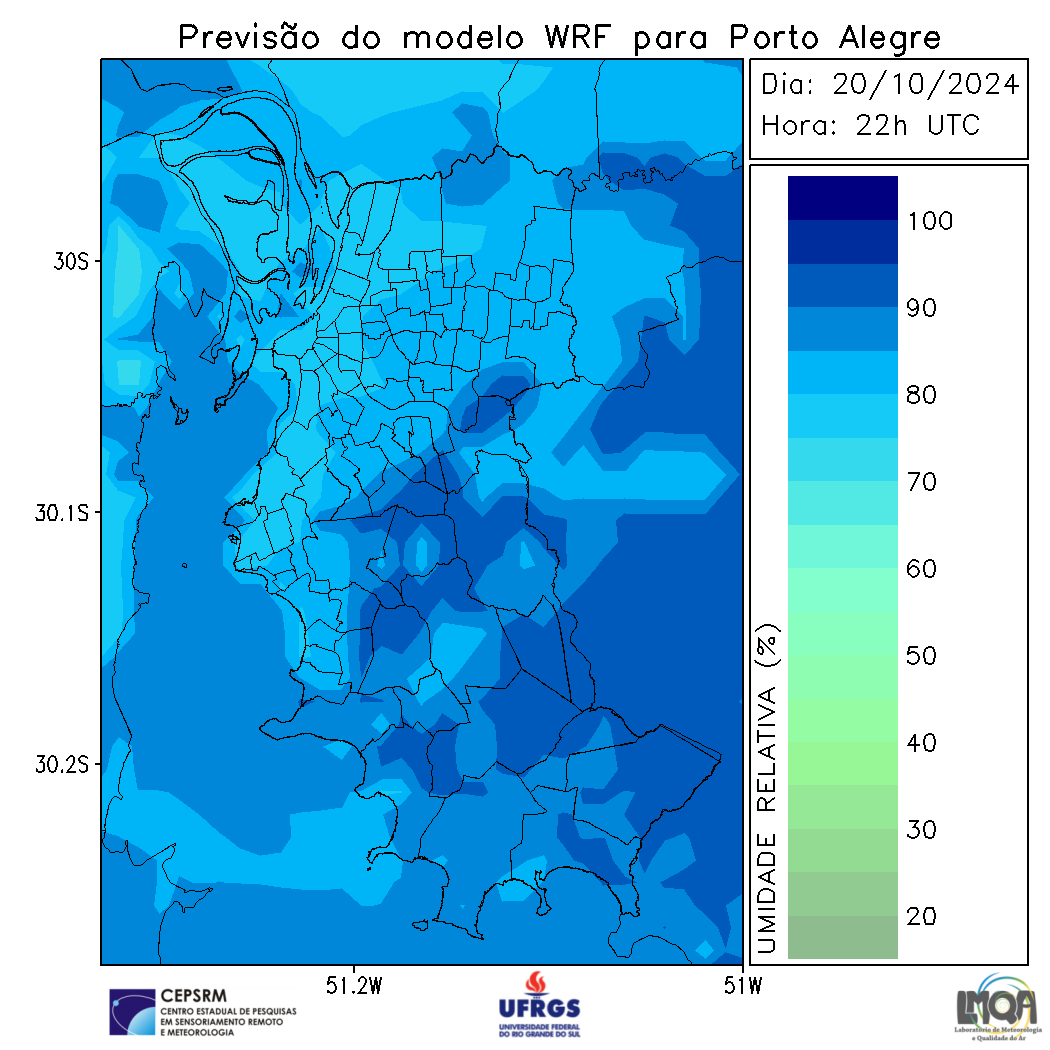 Previsão do modelo WRF para Porto Alegre
Dia: 20/10/2024
Hora: 22h UTC
30S
30.1S
30.2S
51.2W
51W
100
90
80
70
60
50
40
30
20
UMIDADE RELATIVA (%)
CEPSRM
CENTRO ESTADUAL DE PESQUISAS
EM SENSORIAMENTO REMOTO
E METEOROLOGIA
UFRGS
UNIVERSIDADE FEDERAL
DO RIO GRANDE DO SUL
LMQA
Laboratório de Meteorologia
e Qualidade do Ar